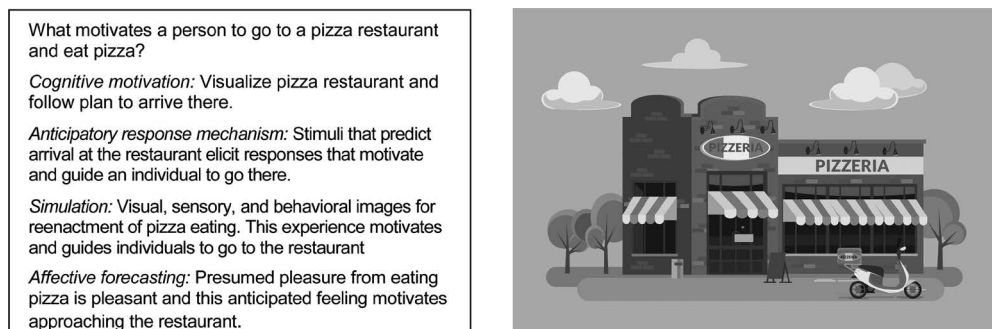 What motivates a person to go to a pizza restaurant
and eat pizza?
Cognitive motivation: Visualize pizza restaurant and
follow plan to arrive there.
Anticipatory response mechanism: Stimuli that predict
arrival at the restaurant elicit responses that motivate
and guide an individual to go there.
Simulation: Visual, sensory, and behavioral images for
reenactment of pizza eating. This experience motivates
and guides individuals to go to the restaurant
Affective forecasting: Presumed pleasure from eating
pizza is pleasant and this anticipated feeling motivates
approaching the restaurant.
PIZZERIA
PIZZERIA
PIZZERIA